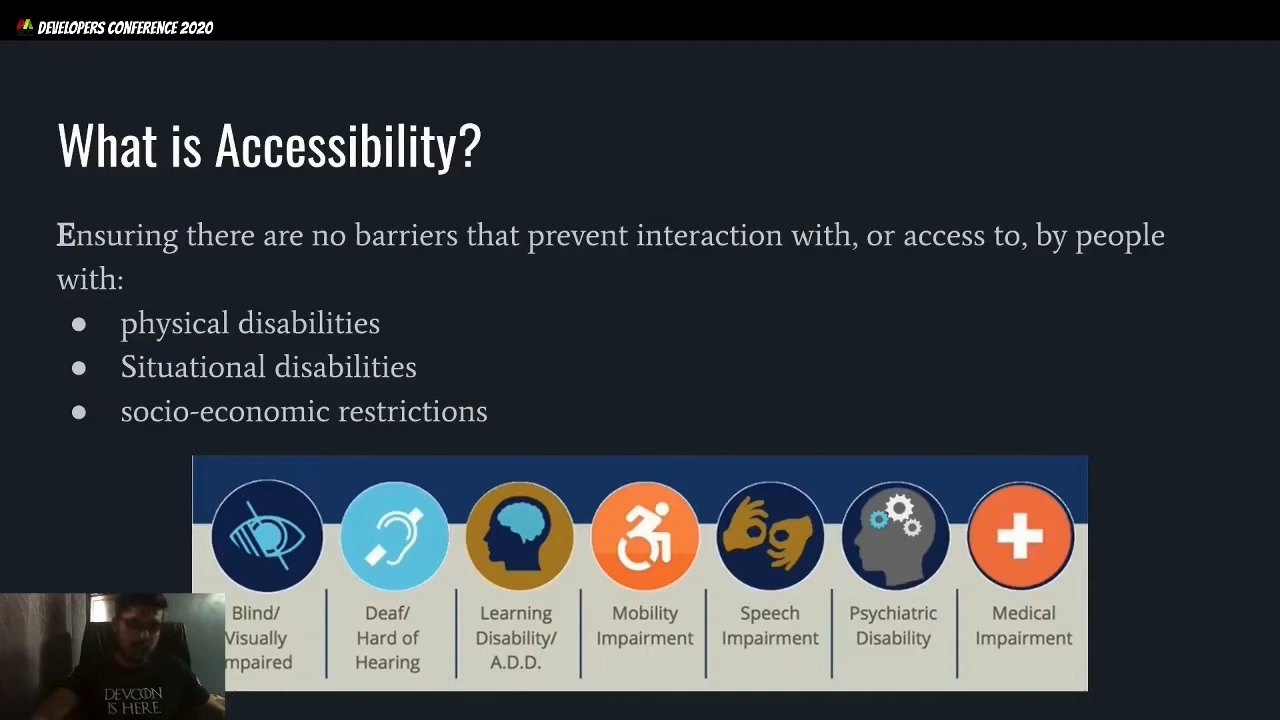 DEVELOPERS CONFERENCE 2020
What is Accessibility?
Ensuring there are no barriers that prevent interaction with, or access to, by people
with:
● physical disabilities
● Situational disabilities
● socio-economic restrictions
Blind/
Visually
mpaired
Deaf/
Hard of
Hearing
Learning
Disability/
A.D.D.
Mobility
Impairment
Speech
Impairment
Psychiatric
Disability
Medical
Impairment
DEVCON
IS HERE